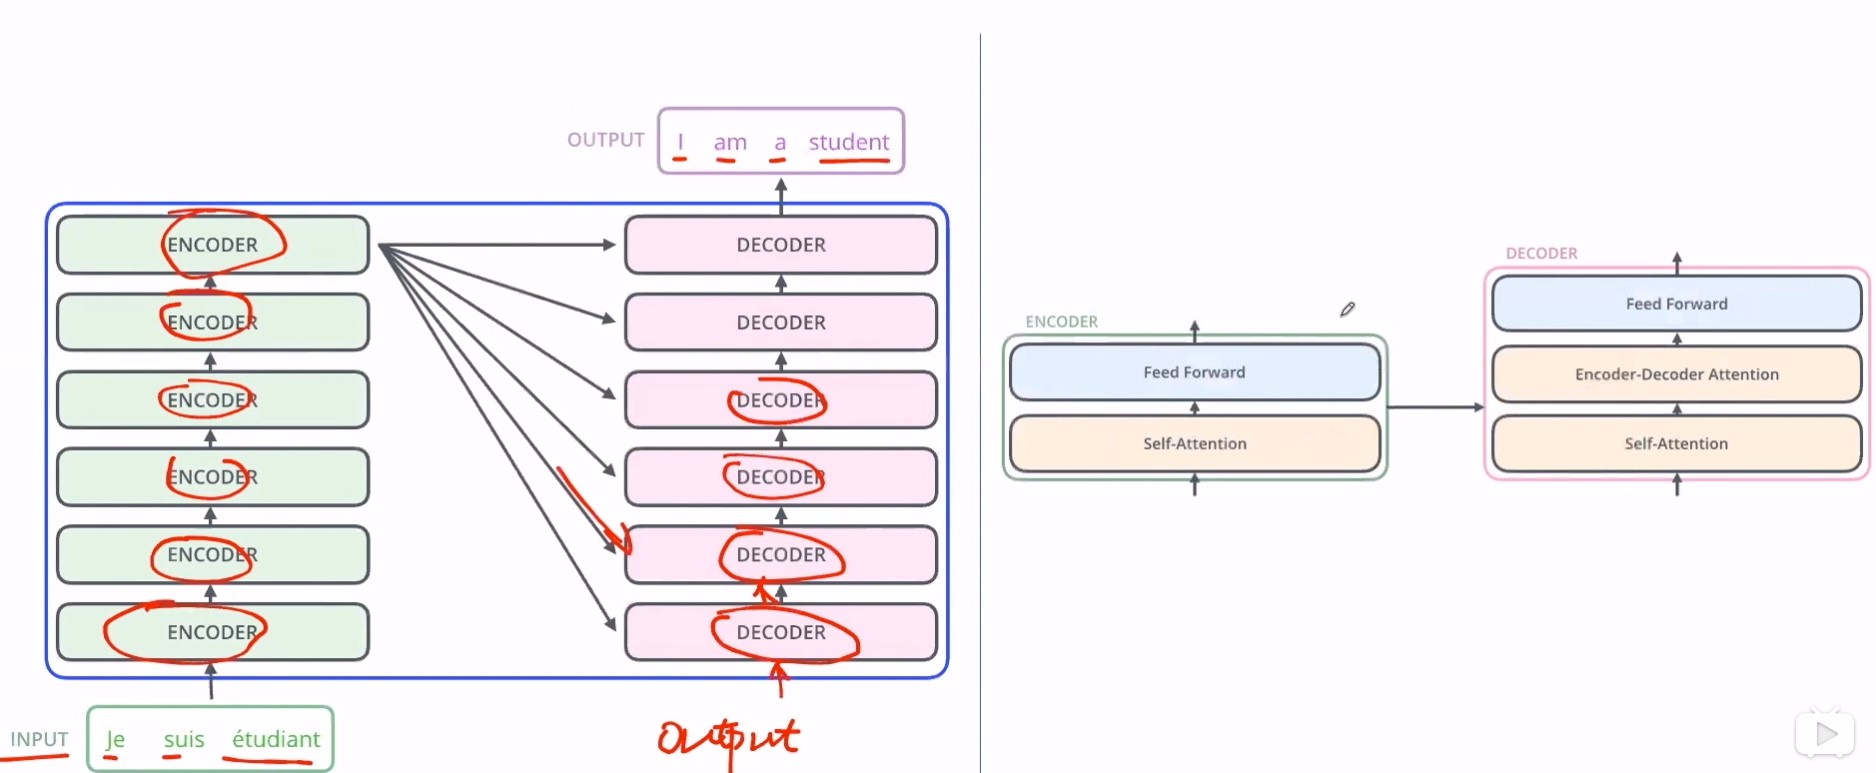 OUTPUT
I am a student
ENCODER
ENCODER
ENCODER
ENCODER
ENCODER
ENCODER
DECODER
DECODER
DECODER
DECODER
DECODER
DECODER
INPUT
Je suis étudiant
output
ENCODER
Feed Forward
Self-Attention
DECODER
Feed Forward
Encoder-Decoder Attention
Self-Attention